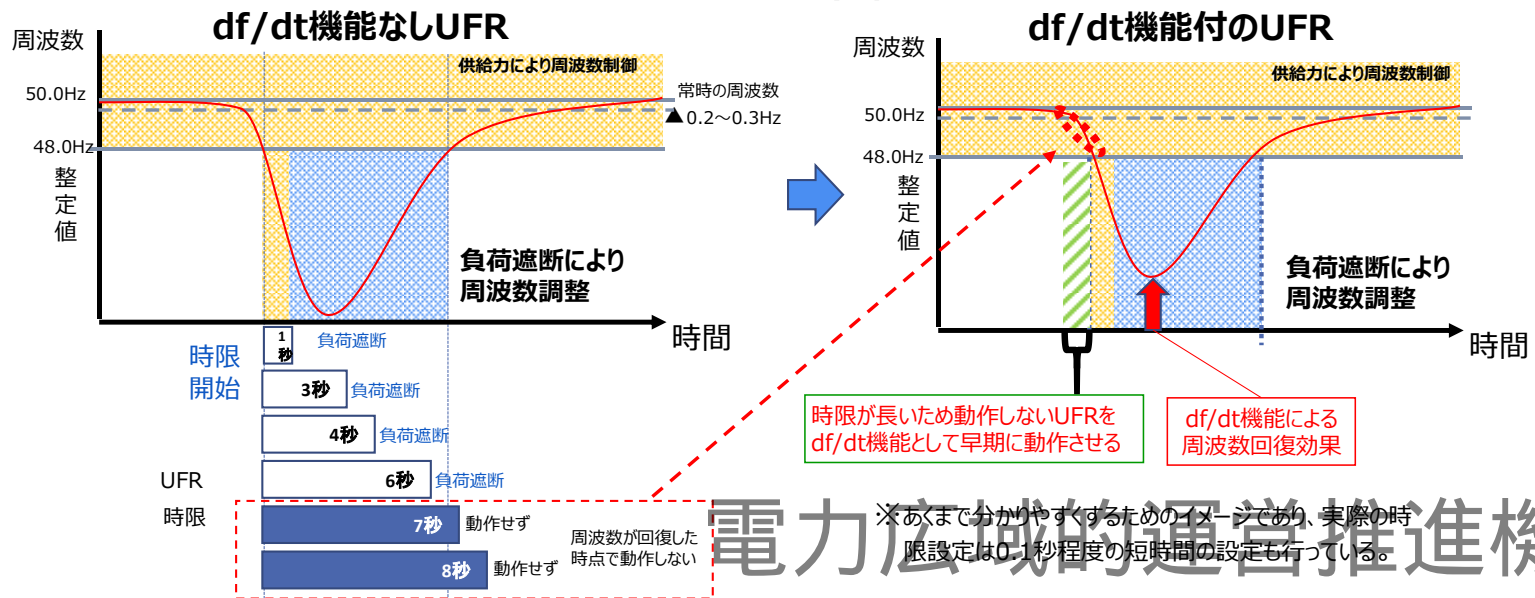 df/dt機能なしUFR
周波数
供給力により周波数制御
50.0Hz
常時の周波数
▲0.2～0.3Hz
48.0Hz
整定値
負荷遮断により
周波数調整
時間
時限
開始
1秒
負荷遮断
3秒
負荷遮断
4秒
負荷遮断
6秒
負荷遮断
UFR
時限
7秒
動作せず
8秒
動作せず
周波数が回復した
時点で動作しない
df/dt機能付のUFR
周波数
供給力により周波数制御
50.0Hz
48.0Hz
整定値
負荷遮断により
周波数調整
時間
時限が長いため動作しないUFRを
df/dt機能として早期に動作させる
df/dt機能による
周波数回復効果
※あくまで分かりやすくするためのイメージであり、実際の時
限設定は0.1秒程度の短時間の設定も行っている。
電力広域的運営推進機